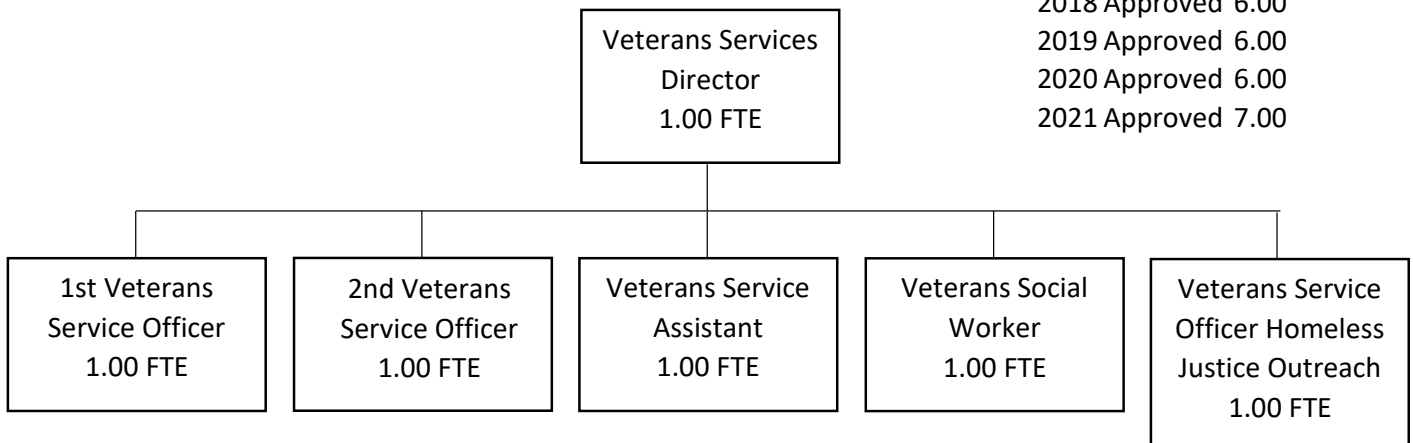 2018 Approved 6.00
2019 Approved 6.00
2020 Approved 6.00
2021 Approved 7.00
Veterans Services
Director
1.00 FTE
1st Veterans
Service Officer
1.00 FTE
2nd Veterans
Service Officer
1.00 FTE
Veterans Service
Assistant
1.00 FTE
Veterans Social
Worker
1.00 FTE
Veterans Service
Officer Homeless
Justice Outreach
1.00 FTE